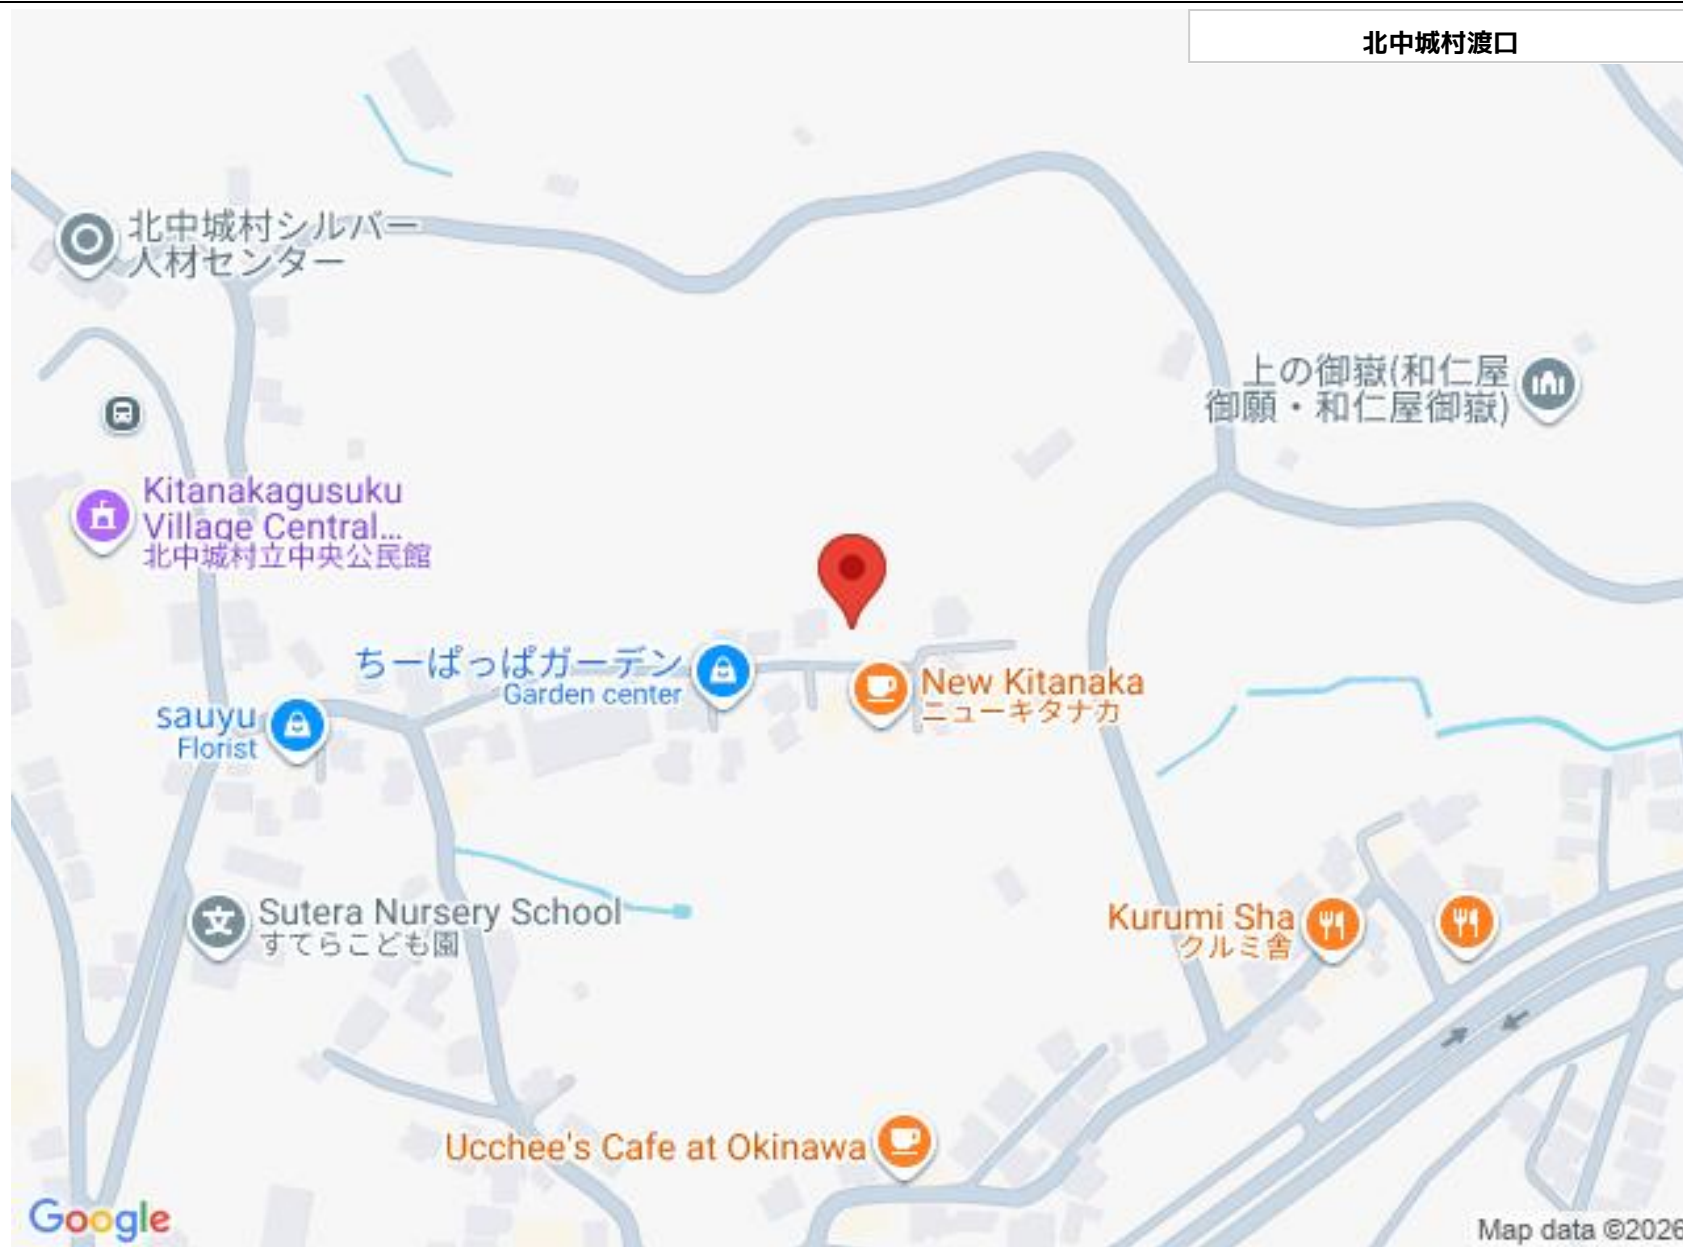 北中城村渡口
北中城村シルバー
人材センター
上の御嶽(和仁屋
御願・和仁屋御嶽)
Kitanakagusuku
Village Central...
北中城村立中央公民館
ちーぱっぱガーデン
Garden center
New Kitanaka
ニューキタナカ
sauyu
Florist
Sutera Nursery School
すてらこども園
文
Kurumi Sha
クルミ舎
Ucchee's Cafe at Okinawa
Google
Map data ©2026